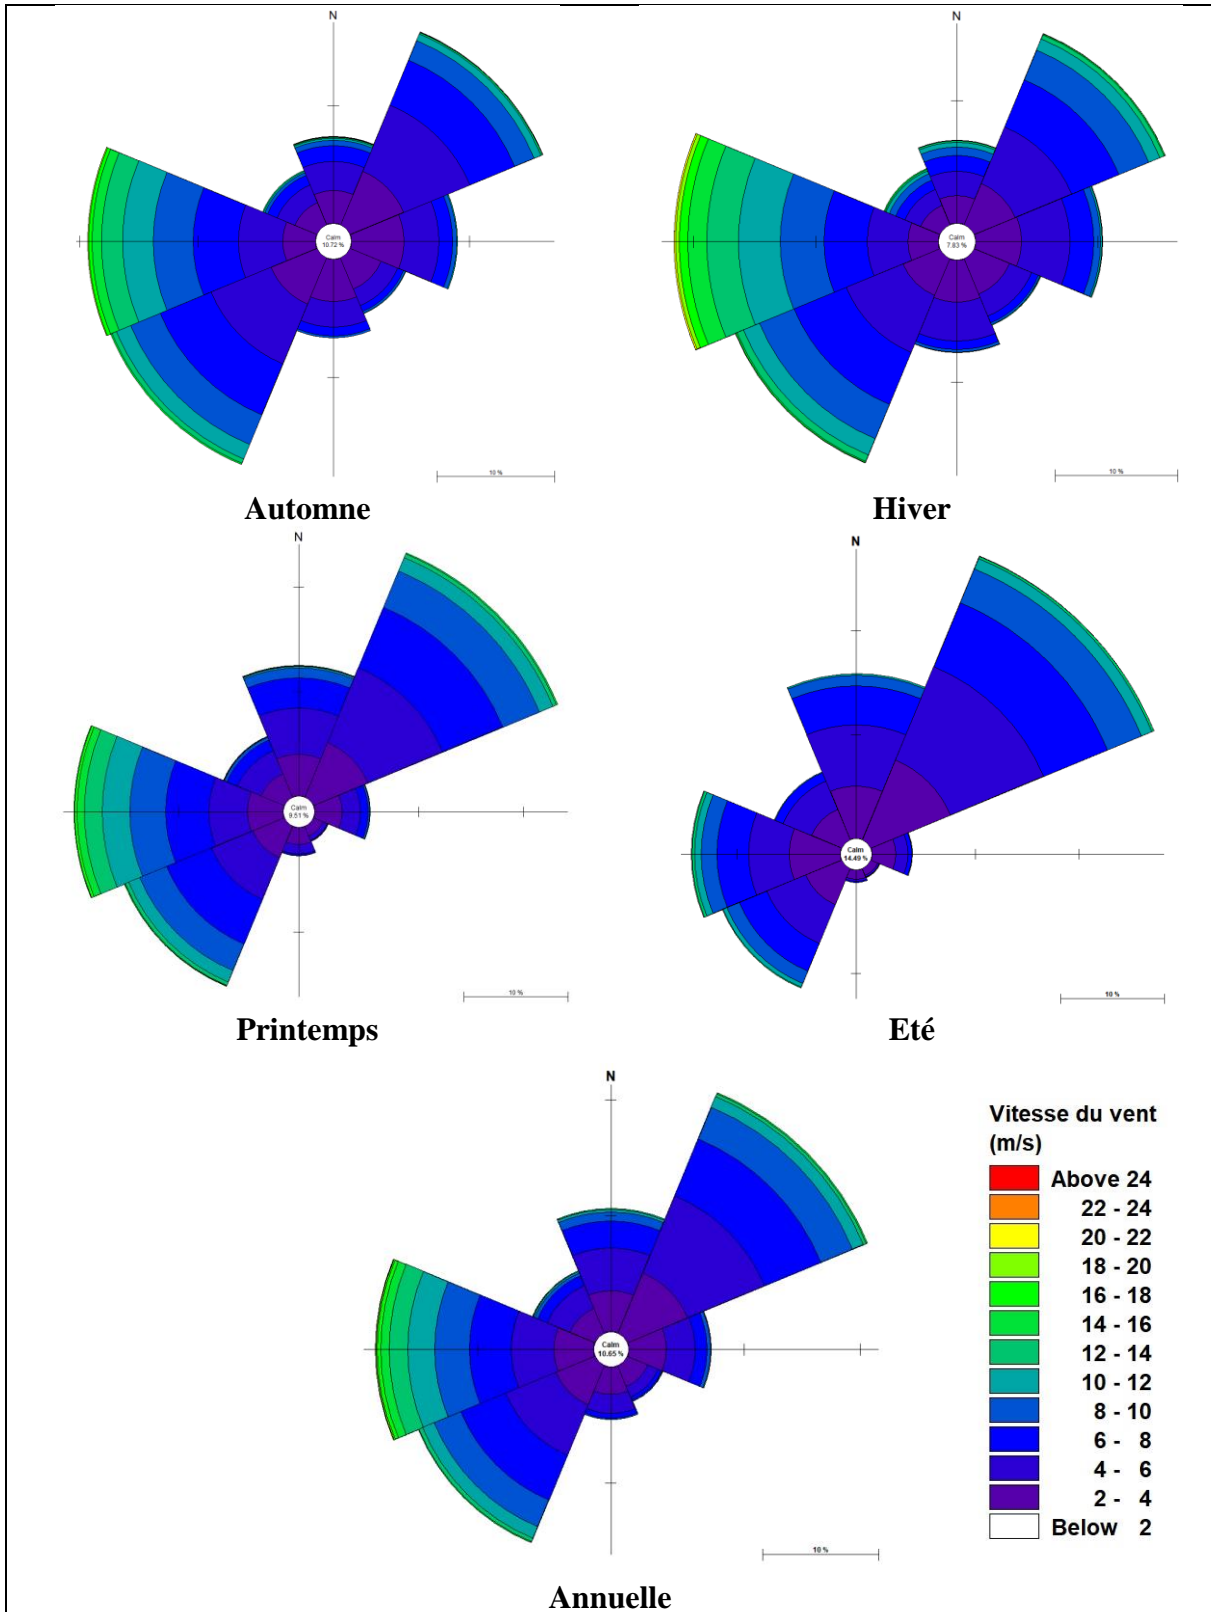 N
Calm
10.72 %
10 %
Automne
N
Calm
7.83 %
10 %
Hiver
N
Calm
9.51 %
10 %
Printemps
N
Calm
14.49 %
10 %
Eté
N
Calm
10.65 %
10 %
Annuelle
Vitesse du vent
(m/s)
Above 24
22 - 24
20 - 22
18 - 20
16 - 18
14 - 16
12 - 14
10 - 12
8 - 10
6 - 8
4 - 6
2 - 4
Below 2